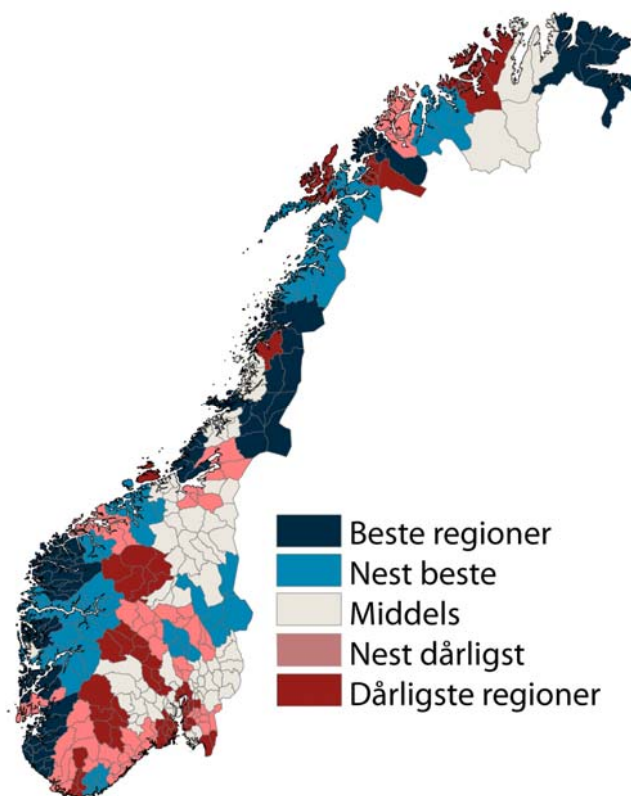 Beste regioner
Nest beste
Middels
Nest dårligst
Dårligste regioner